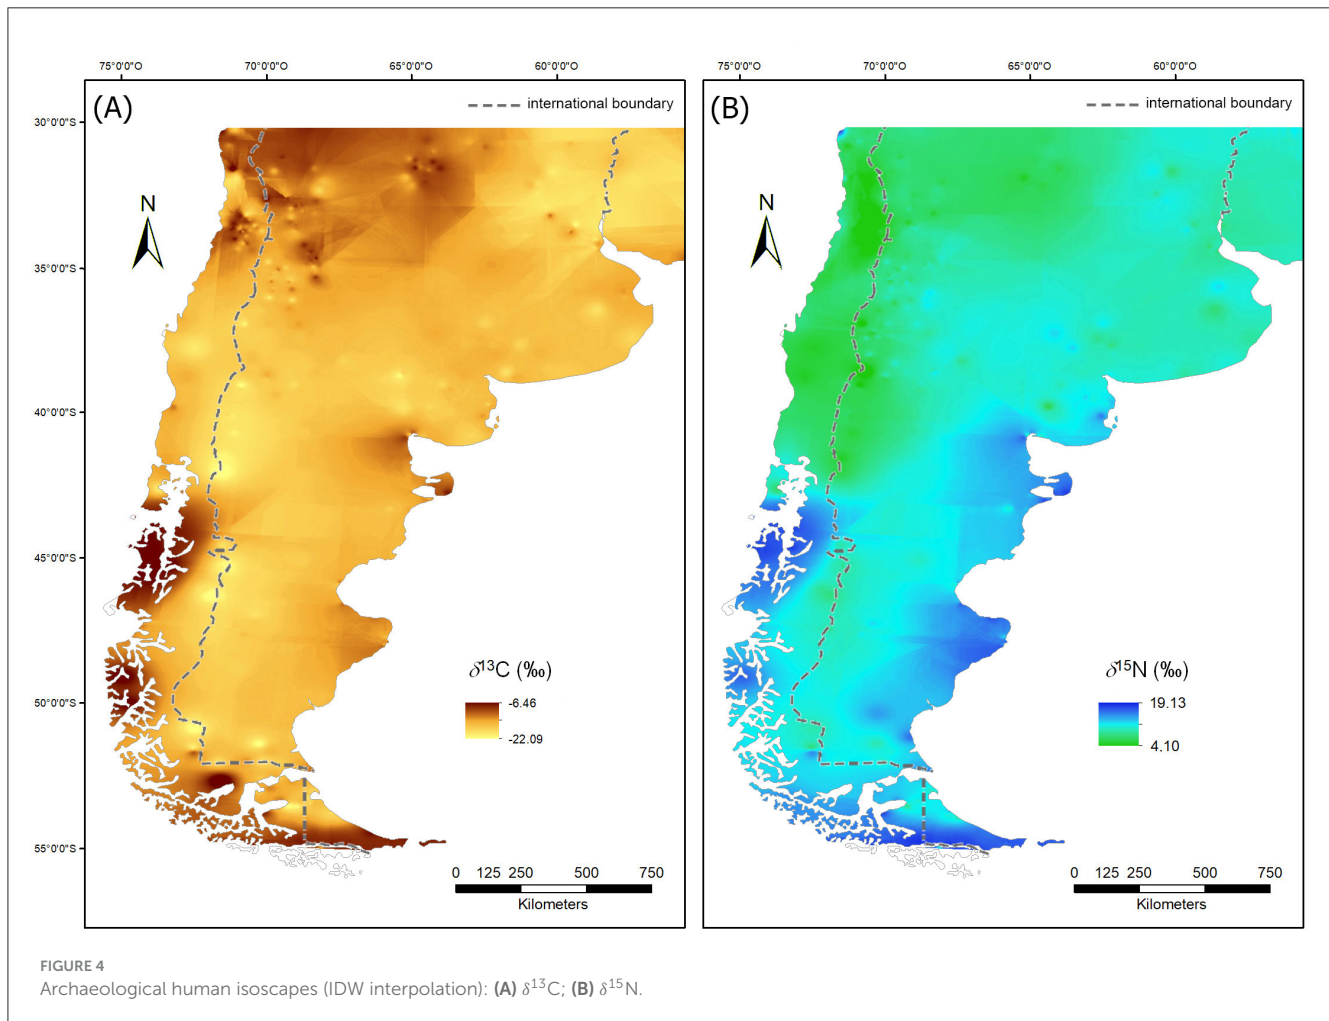 75°0'0"O 70°0'0"O 65°0'0"O 60°0'0"O
75°0'0"O 70°0'0"O 65°0'0"O 60°0'0"O
(A)
international boundary
(B)
international boundary
30°0'0"S
N
N
35°0'0"S
40°0'0"S
45°0'0"S
50°0'0"S
55°0'0"S
δ¹³C (‰)
-6.46
-22.09
δ¹⁵N (‰)
19.13
4.10
0 125 250 500 750
Kilometers
0 125 250 500 750
Kilometers
FIGURE 4
Archaeological human isoscapes (IDW interpolation): (A) δ¹³C; (B) δ¹⁵N.